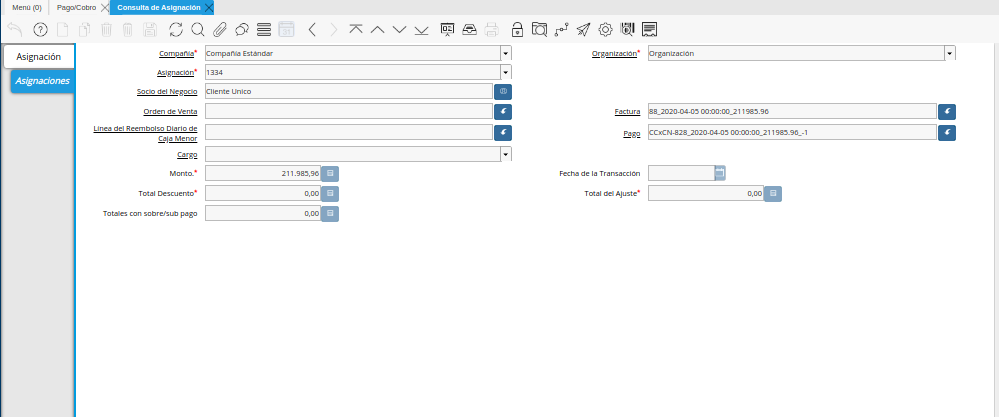 Menú (0) Pago/Cobro Consulta de Asignación
Asignación
Asignaciones
Compañía* Compañía Estándar Organización* Organización
Asignación* 1334
Socio del Negocio Cliente Unico
Orden de Venta Factura 88_2020-04-05 00:00:00_211985.96
Línea del Reembolso Diario de
Caja Menor Pago CCxCN-828_2020-04-05 00:00:00_211985.96_-1
Cargo
Monto.* 211.985,96 Fecha de la Transacción
Total Descuento* 0,00 Total del Ajuste* 0,00
Totales con sobre/sub pago 0,00